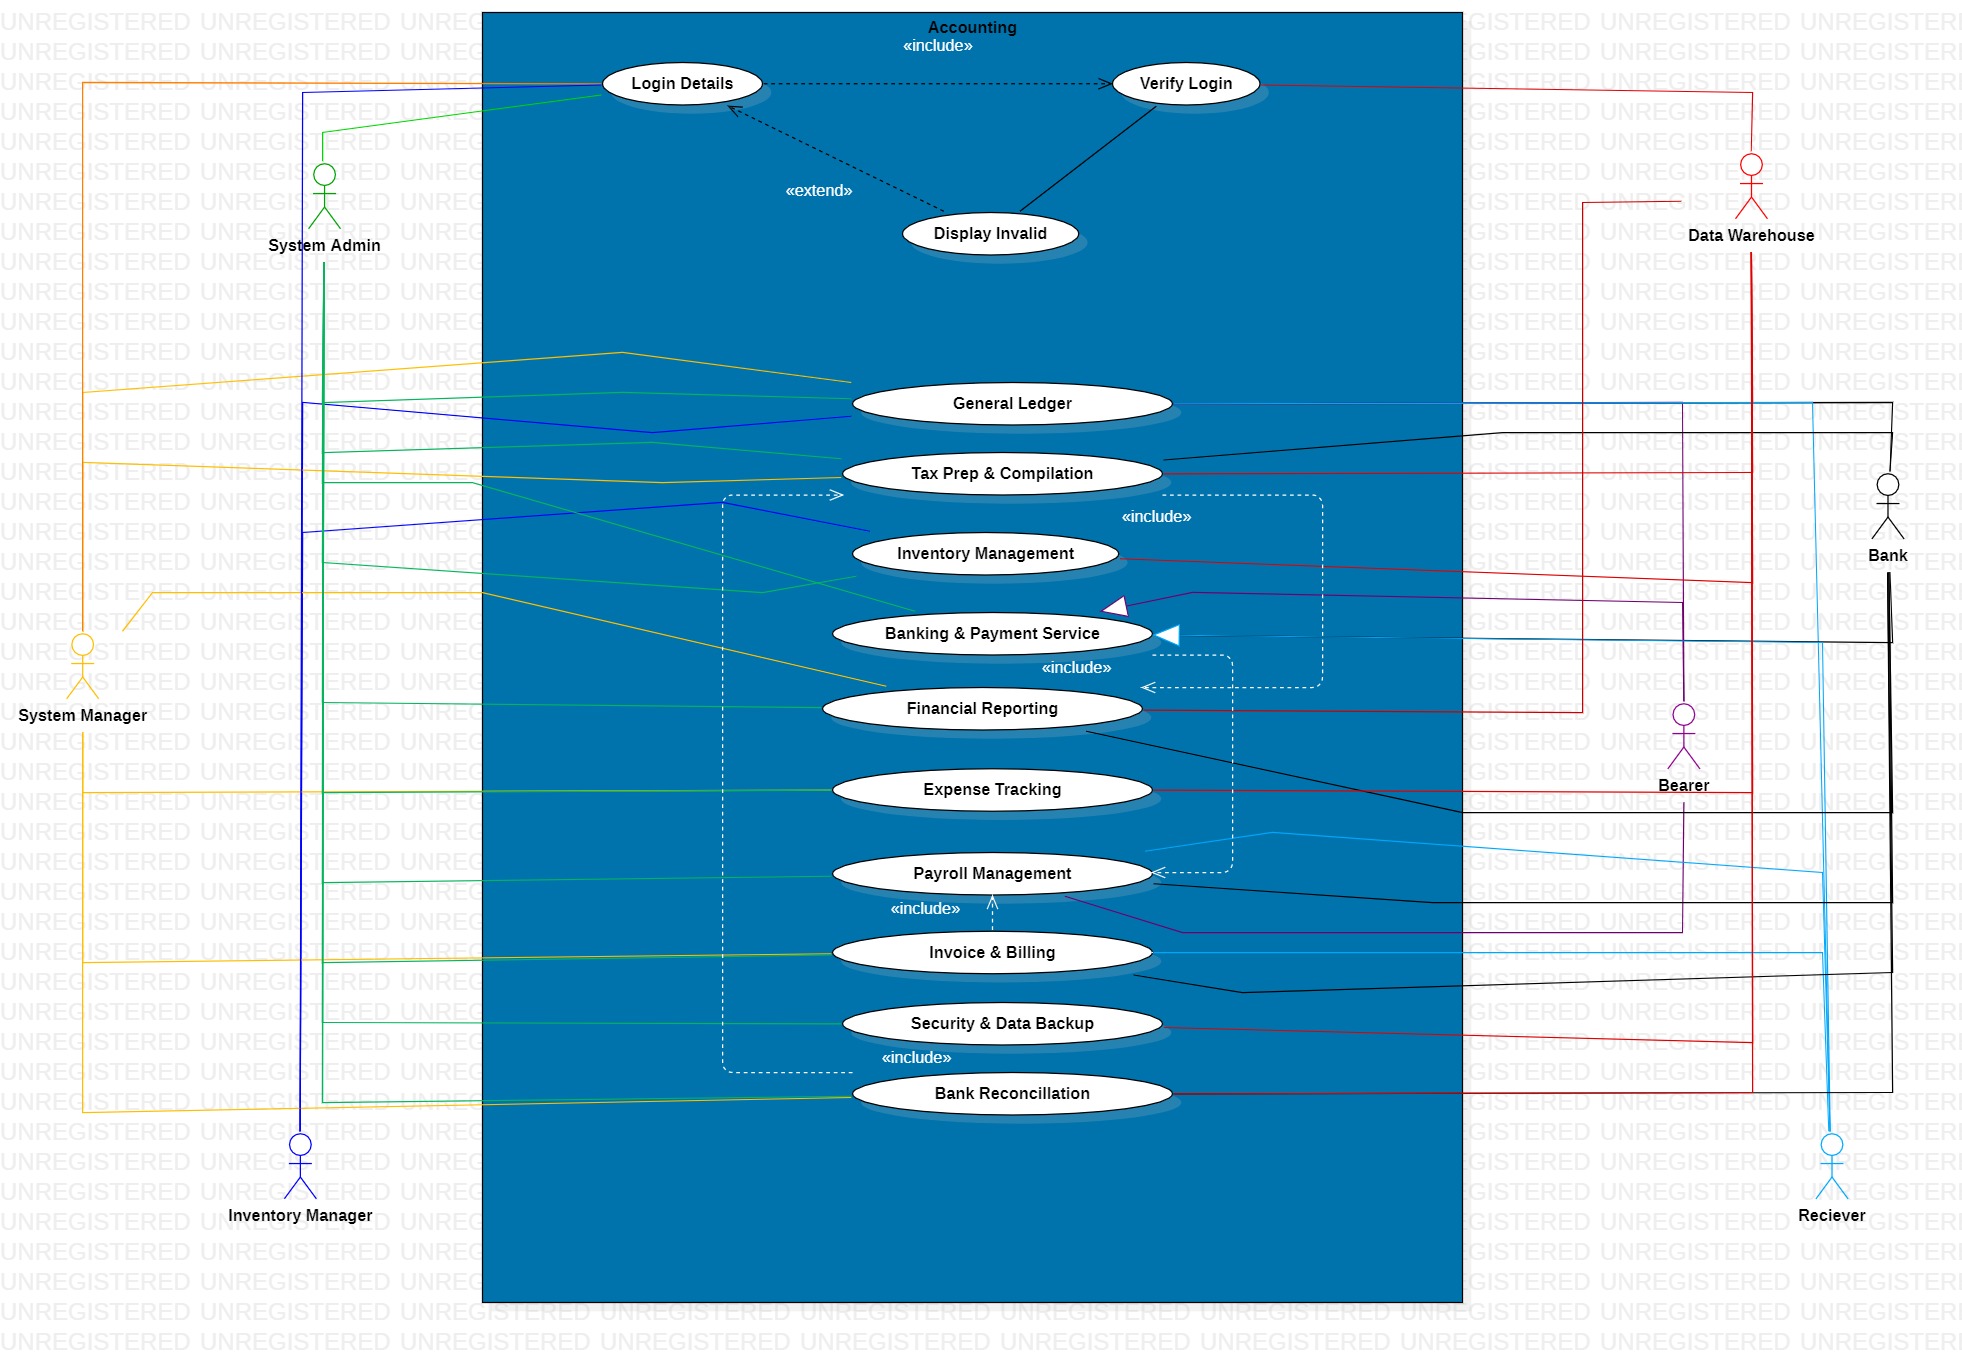 Accounting
«include»
Login Details
Verify Login
«extend»
Display Invalid
System Admin
Data Warehouse
General Ledger
Tax Prep & Compilation
«include»
Inventory Management
Bank
Banking & Payment Service
«include»
Financial Reporting
System Manager
Expense Tracking
Bearer
Payroll Management
«include»
Invoice & Billing
Security & Data Backup
«include»
Bank Reconcillation
Inventory Manager
Reciever
UNREGISTERED